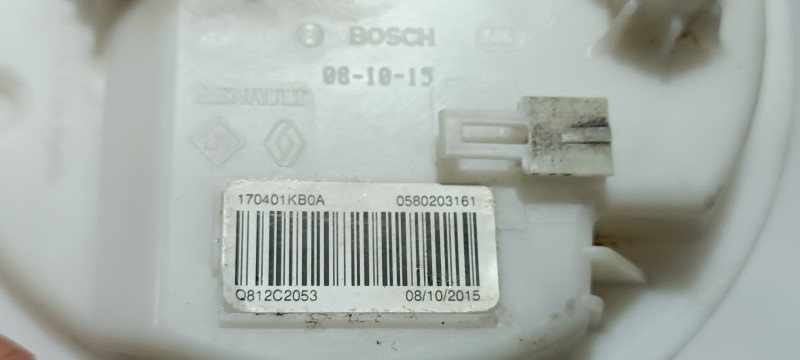 BOSCH
08-10-15
RENAULT
170401KB0A 0580203161
Q812C2053 08/10/2015